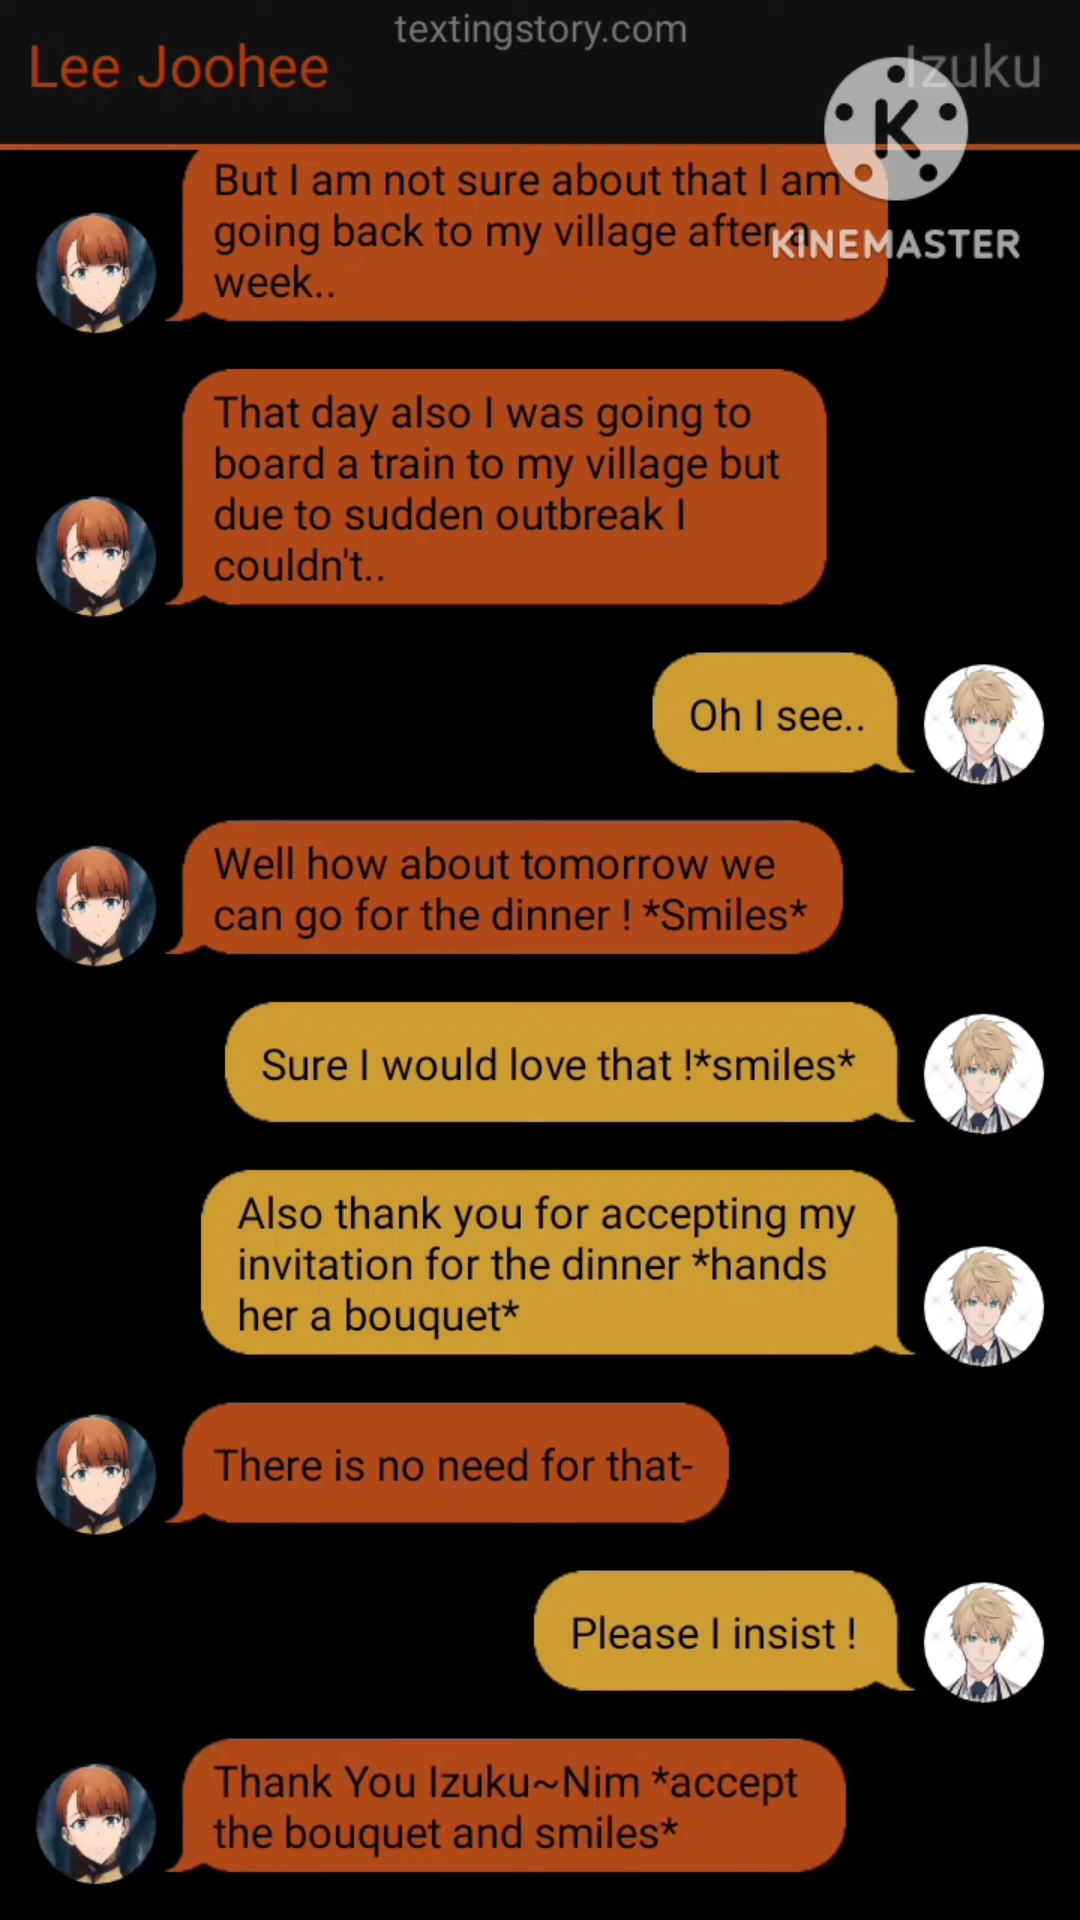 textingstory.com
Lee Joohee
Izuku
But I am not sure about that I am
going back to my village after a
week..
KINEMASTER
That day also I was going to
board a train to my village but
due to sudden outbreak I
couldn't..
Oh I see..
Well how about tomorrow we
can go for the dinner ! *Smiles*
Sure I would love that !*smiles*
Also thank you for accepting my
invitation for the dinner *hands
her a bouquet*
There is no need for that-
Please I insist !
Thank You Izuku~Nim *accept
the bouquet and smiles*